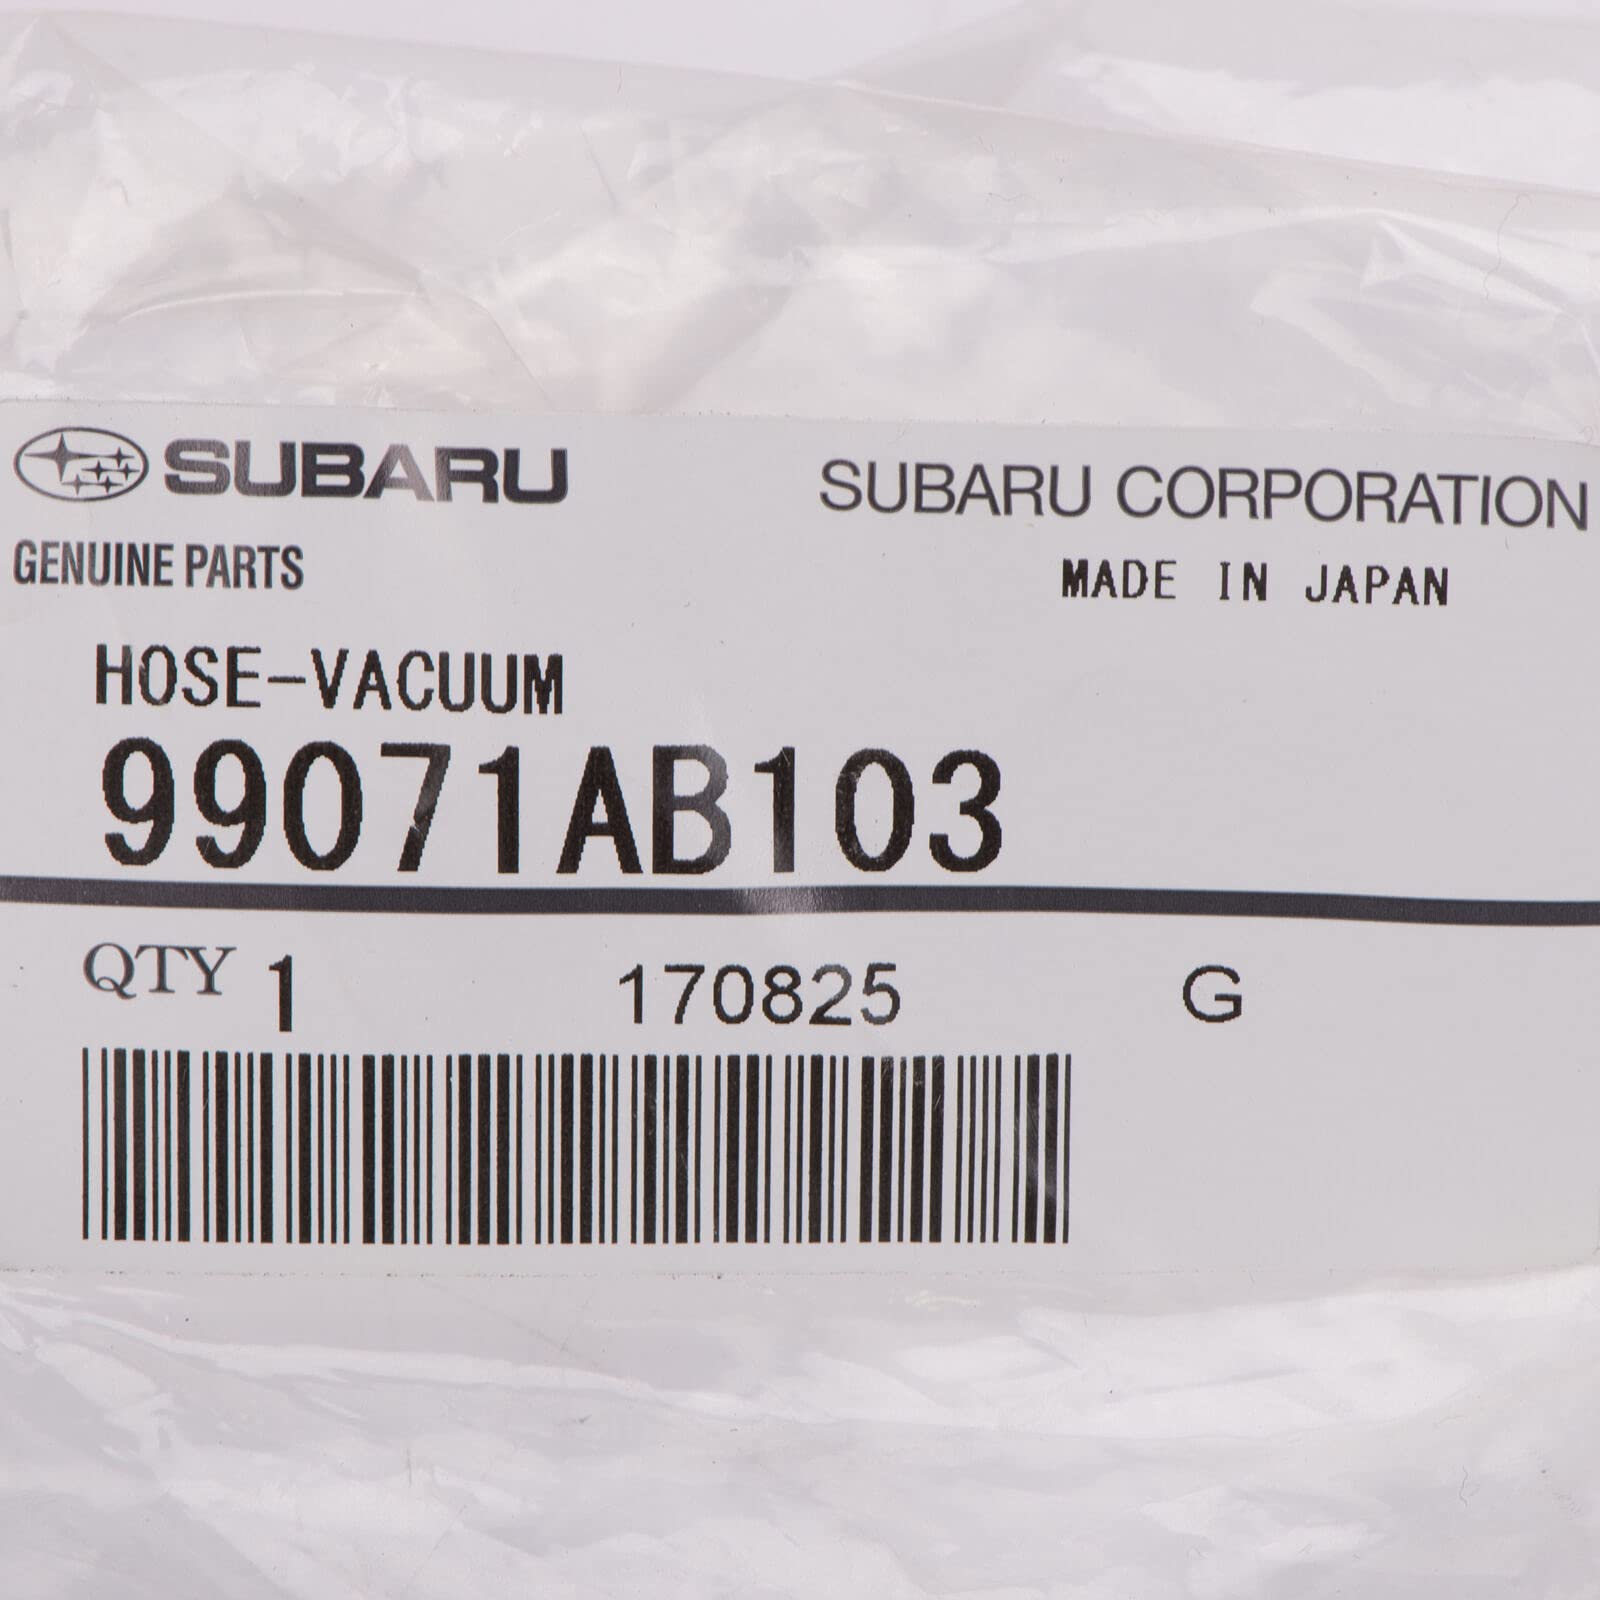 SUBARU SUBARU CORPORATION
GENUINE PARTS MADE IN JAPAN
HOSE-VACUUM
99071AB103
QTY 1 170825 G